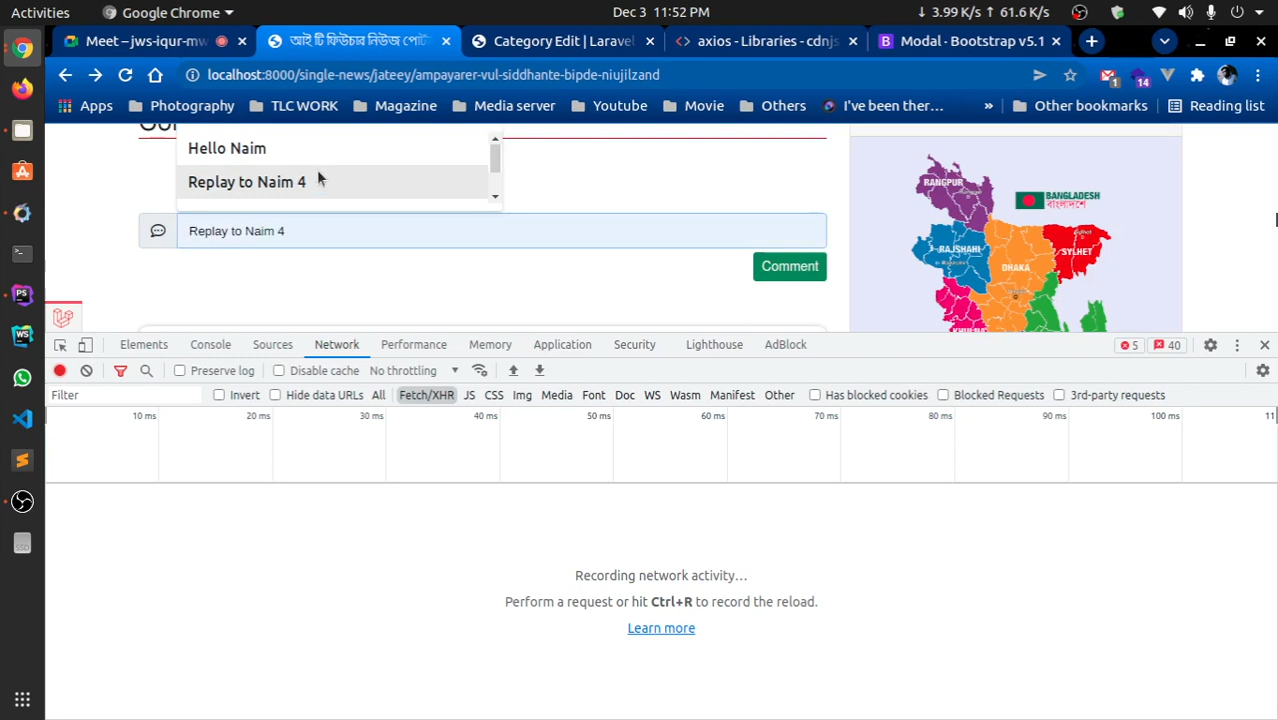 Activities
Google Chrome
Dec 3 11:52 PM
3.99 K/s
61.6 K/s
Meet – jws-iqur-mw
আই টি ফিউচার নিউজ পোর্ট
Category Edit | Laravel
axios - Libraries - cdnjs
Modal · Bootstrap v5.1
localhost:8000/single-news/jateey/ampayarer-vul-siddhante-bipde-niujilzand
1
14
Apps
Photography
TLC WORK
Magazine
Media server
Youtube
Movie
Others
I've been ther…
»
Other bookmarks
Reading list
Hello Naim
Replay to Naim 4
Replay to Naim 4
Comment
RANGPUR
BANGLADESH
বাংলাদেশ
RAJSHAHI
DHAKA
SYLHET
PS
WS
SSD
Elements
Console
Sources
Network
Performance
Memory
Application
Security
Lighthouse
AdBlock
5
40
Preserve log
Disable cache
No throttling
Filter
Invert
Hide data URLs
All
Fetch/XHR
JS
CSS
Img
Media
Font
Doc
WS
Wasm
Manifest
Other
Has blocked cookies
Blocked Requests
3rd-party requests
10 ms
20 ms
30 ms
40 ms
50 ms
60 ms
70 ms
80 ms
90 ms
100 ms
11
Recording network activity…
Perform a request or hit Ctrl+R to record the reload.
Learn more